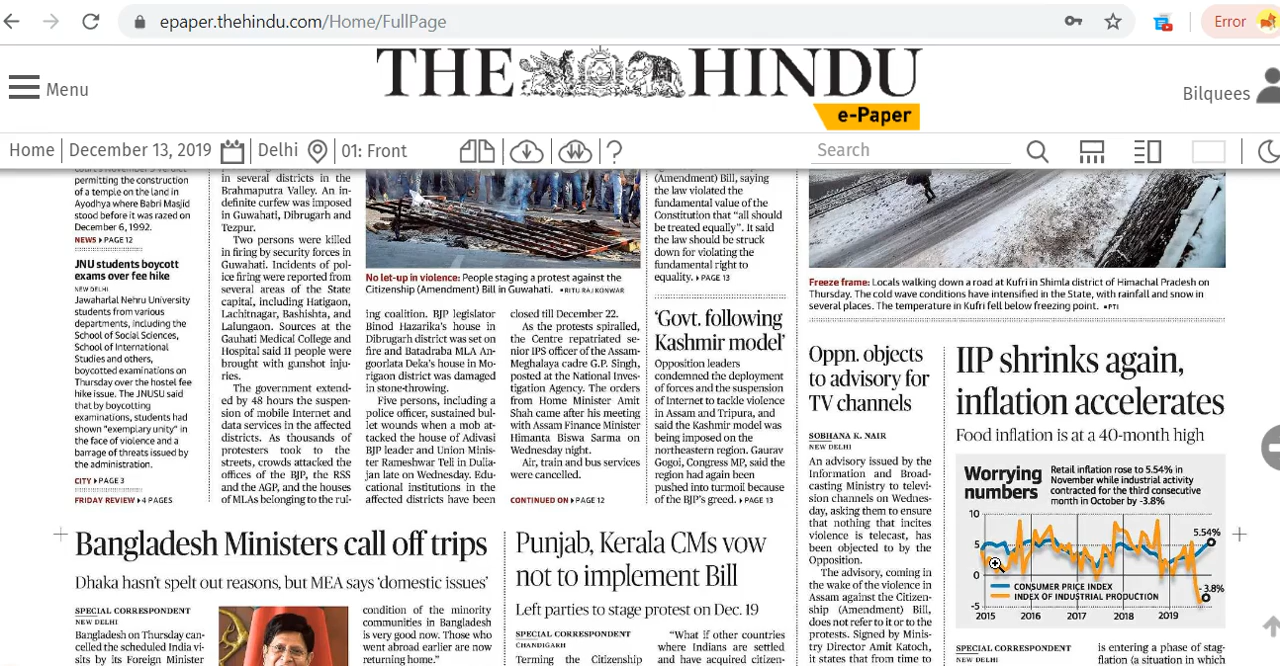 epaper.thehindu.com/Home/FullPage
Error
Menu
THE HINDU
e-Paper
Bilquees
Home
December 13, 2019
Delhi
01: Front
?
Search
permitting the construction
of a temple on the land in
Ayodhya where Babri Masjid
stood before it was razed on
December 6, 1992.
NEWS ▸ PAGE 12
JNU students boycott
exams over fee hike
NEW DELHI
Jawaharlal Nehru University
students from various
departments, including the
School of Social Sciences,
School of International
Studies and others,
boycotted examinations on
Thursday over the hostel fee
hike issue. The JNUSU said
that by boycotting
examinations, students had
shown “exemplary unity” in
the face of violence and a
barrage of threats issued by
the administration.
CITY ▸ PAGE 3
FRIDAY REVIEW ▸ 4 PAGES
in several districts in the
Brahmaputra Valley. An in-
definite curfew was imposed
in Guwahati, Dibrugarh and
Tezpur.
Two persons were killed
in firing by security forces in
Guwahati. Incidents of pol-
ice firing were reported from
several areas of the State
capital, including Hatigaon,
Lachitnagar, Bashista, and
Lalungaon. Sources at the
Gauhati Medical College and
Hospital said 11 people were
brought with gunshot inju-
ries.
The government extend-
ed by 48 hours the suspen-
sion of mobile Internet and
data services in the affected
districts. As thousands of
protesters took to the
streets, crowds attacked the
offices of the BJP, the RSS
and the AGP, and the houses
of MLAs belonging to the rul-
No let-up in violence: People staging a protest against the
Citizenship (Amendment) Bill in Guwahati. ▪ RITU RAJ KONWAR
ing coalition. BJP legislator
Binod Hazarika’s house in
Dibrugarh district was set on
fire and Batadraba MLA An-
goorlata Deka’s house in Mo-
rigaon district was damaged
in stone-throwing.
Five persons, including a
police officer, sustained bul-
let wounds when a mob at-
tacked the house of Adivasi
BJP leader and Union Minis-
ter Rameshwar Teli in Dulia-
jan late on Wednesday. Edu-
cational institutions in the
affected districts have been
closed till December 22.
As the protests spiralled,
the Centre repatriated se-
nior IPS officer of the Assam-
Meghalaya cadre G.P. Singh,
posted at the National Inves-
tigation Agency. The orders
from Home Minister Amit
Shah came after his meeting
with Assam Finance Minister
Himanta Biswa Sarma on
Wednesday night.
Air, train and bus services
were cancelled.
CONTINUED ON ▸ PAGE 12
(Amendment) Bill, saying
the law violated the
fundamental value of the
Constitution that “all should
be treated equally”. It said
the law should be struck
down for violating the
fundamental right to
equality. ▸ PAGE 13
‘Govt. following
Kashmir model’
Opposition leaders
condemned the deployment
of forces and the suspension
of Internet to tackle violence
in Assam and Tripura, and
said the Kashmir model was
being imposed on the
northeastern region. Gaurav
Gogoi, Congress MP, said the
region had again been
pushed into turmoil because
of the BJP’s greed. ▸ PAGE 13
Freeze frame: Locals walking down a road at Kufri in Shimla district of Himachal Pradesh on
Thursday. The cold wave conditions have intensified in the State, with rainfall and snow in
several places. The temperature in Kufri fell below freezing point. ▪ PTI
Oppn. objects
to advisory for
TV channels
SOBHANA K. NAIR
NEW DELHI
An advisory issued by the
Information and Broad-
casting Ministry to televi-
sion channels on Wednes-
day, asking them to ensure
that nothing that incites
violence is telecast, has
been objected to by the
Opposition.
The advisory, coming in
the wake of the violence in
Assam against the Citizen-
ship (Amendment) Bill,
does not refer to it or to the
protests. Signed by Minis-
try Director Amit Katoch,
it states that from time to
IIP shrinks again,
inflation accelerates
Food inflation is at a 40-month high
Worrying
numbers
Retail inflation rose to 5.54% in
November while industrial activity
contracted for the third consecutive
month in October by -3.8%
10
5
0
-5
5.54%
-3.8%
CONSUMER PRICE INDEX
INDEX OF INDUSTRIAL PRODUCTION
2015 2016 2017 2018 2019
SPECIAL CORRESPONDENT
NEW DELHI
is entering a phase of stag-
flation (a situation in which
Bangladesh Ministers call off trips
Dhaka hasn’t spelt out reasons, but MEA says ‘domestic issues’
SPECIAL CORRESPONDENT
NEW DELHI
Bangladesh on Thursday can-
celled the scheduled India vi-
sits by its Foreign Minister
condition of the minority
communities in Bangladesh
is very good now. Those who
went abroad earlier are now
returning home.”
Punjab, Kerala CMs vow
not to implement Bill
Left parties to stage protest on Dec. 19
SPECIAL CORRESPONDENT
CHANDIGARH
Terming the Citizenship
“What if other countries
where Indians are settled
and have acquired citizen-